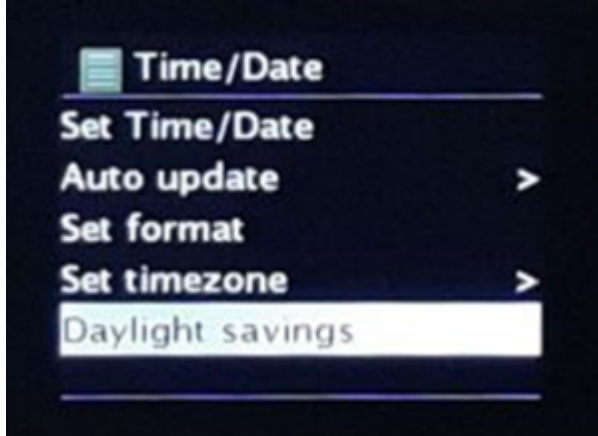 Time/Date
Set Time/Date
Auto update >
Set format
Set timezone >
Daylight savings